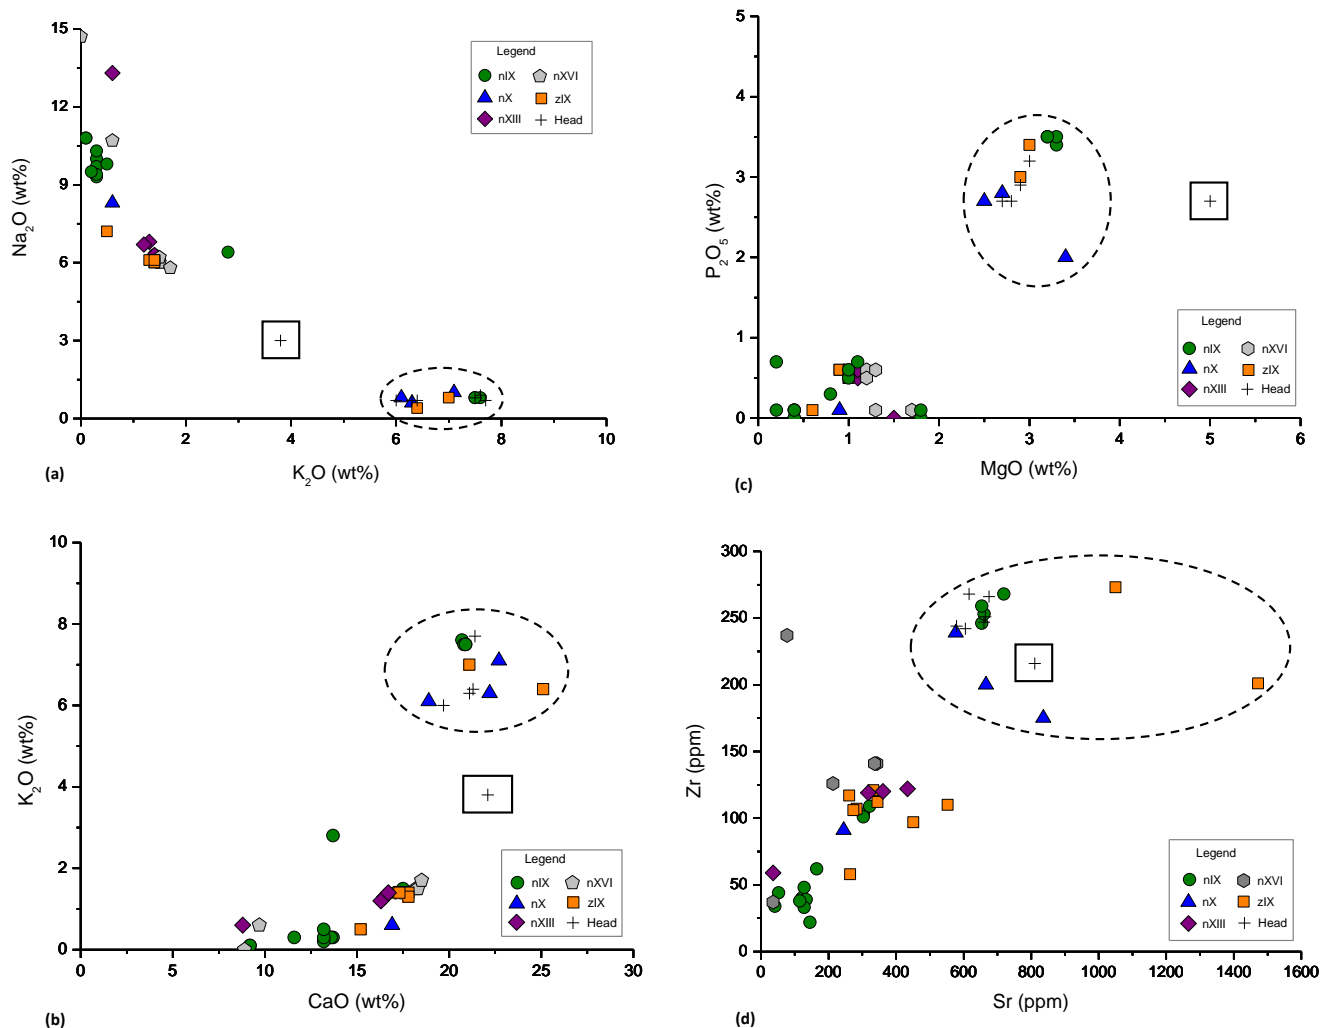 15
12
9
6
3
0
Na2O (wt%)
0 2 4 6 8 10
K2O (wt%)
(a)
Legend
nIX nXVI
nX zIX
nXIII Head
5
4
3
2
1
0
P2O5 (wt%)
0 1 2 3 4 5 6
MgO (wt%)
(c)
Legend
nIX nXVI
nX zIX
nXIII Head
10
8
6
4
2
0
K2O (wt%)
0 5 10 15 20 25 30
CaO (wt%)
(b)
Legend
nIX nXVI
nX zIX
nXIII Head
300
250
200
150
100
50
0
Zr (ppm)
0 200 400 600 800 1000 1200 1400 1600
Sr (ppm)
(d)
Legend
nIX nXVI
nX zIX
nXIII Head